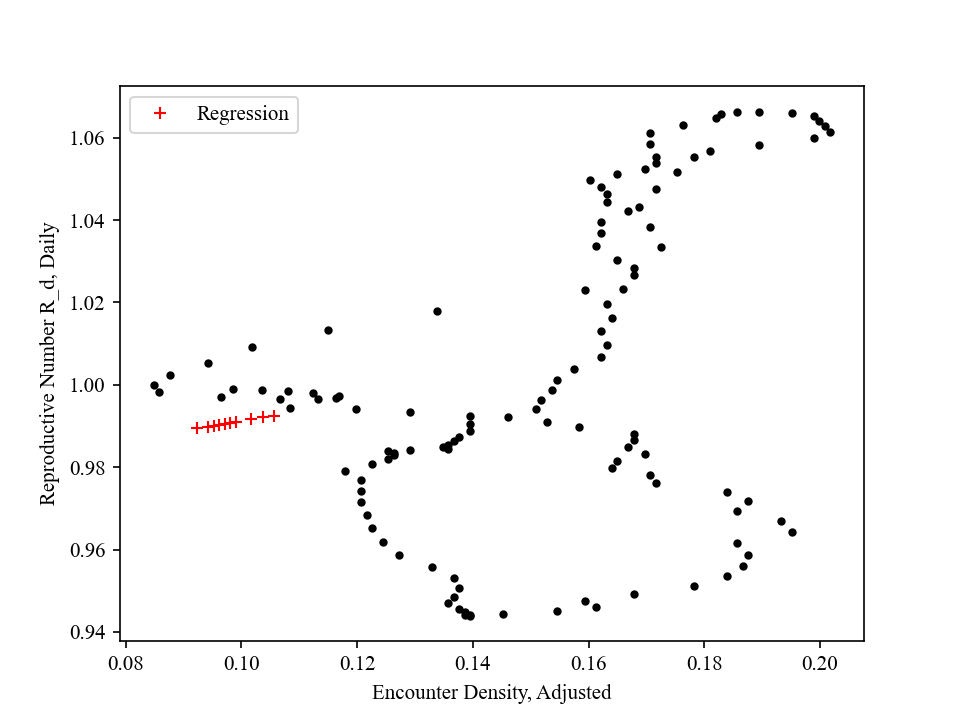 Regression
1.06
1.04
1.02
1.00
0.98
0.96
0.94
Reproductive Number R_d, Daily
0.08 0.10 0.12 0.14 0.16 0.18 0.20
Encounter Density, Adjusted